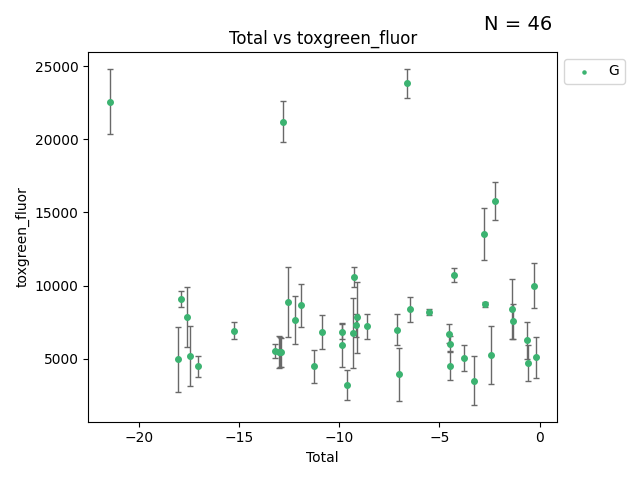 N = 46
Total vs toxgreen_fluor
G
25000
20000
15000
10000
5000
toxgreen_fluor
−20 −15 −10 −5 0
Total